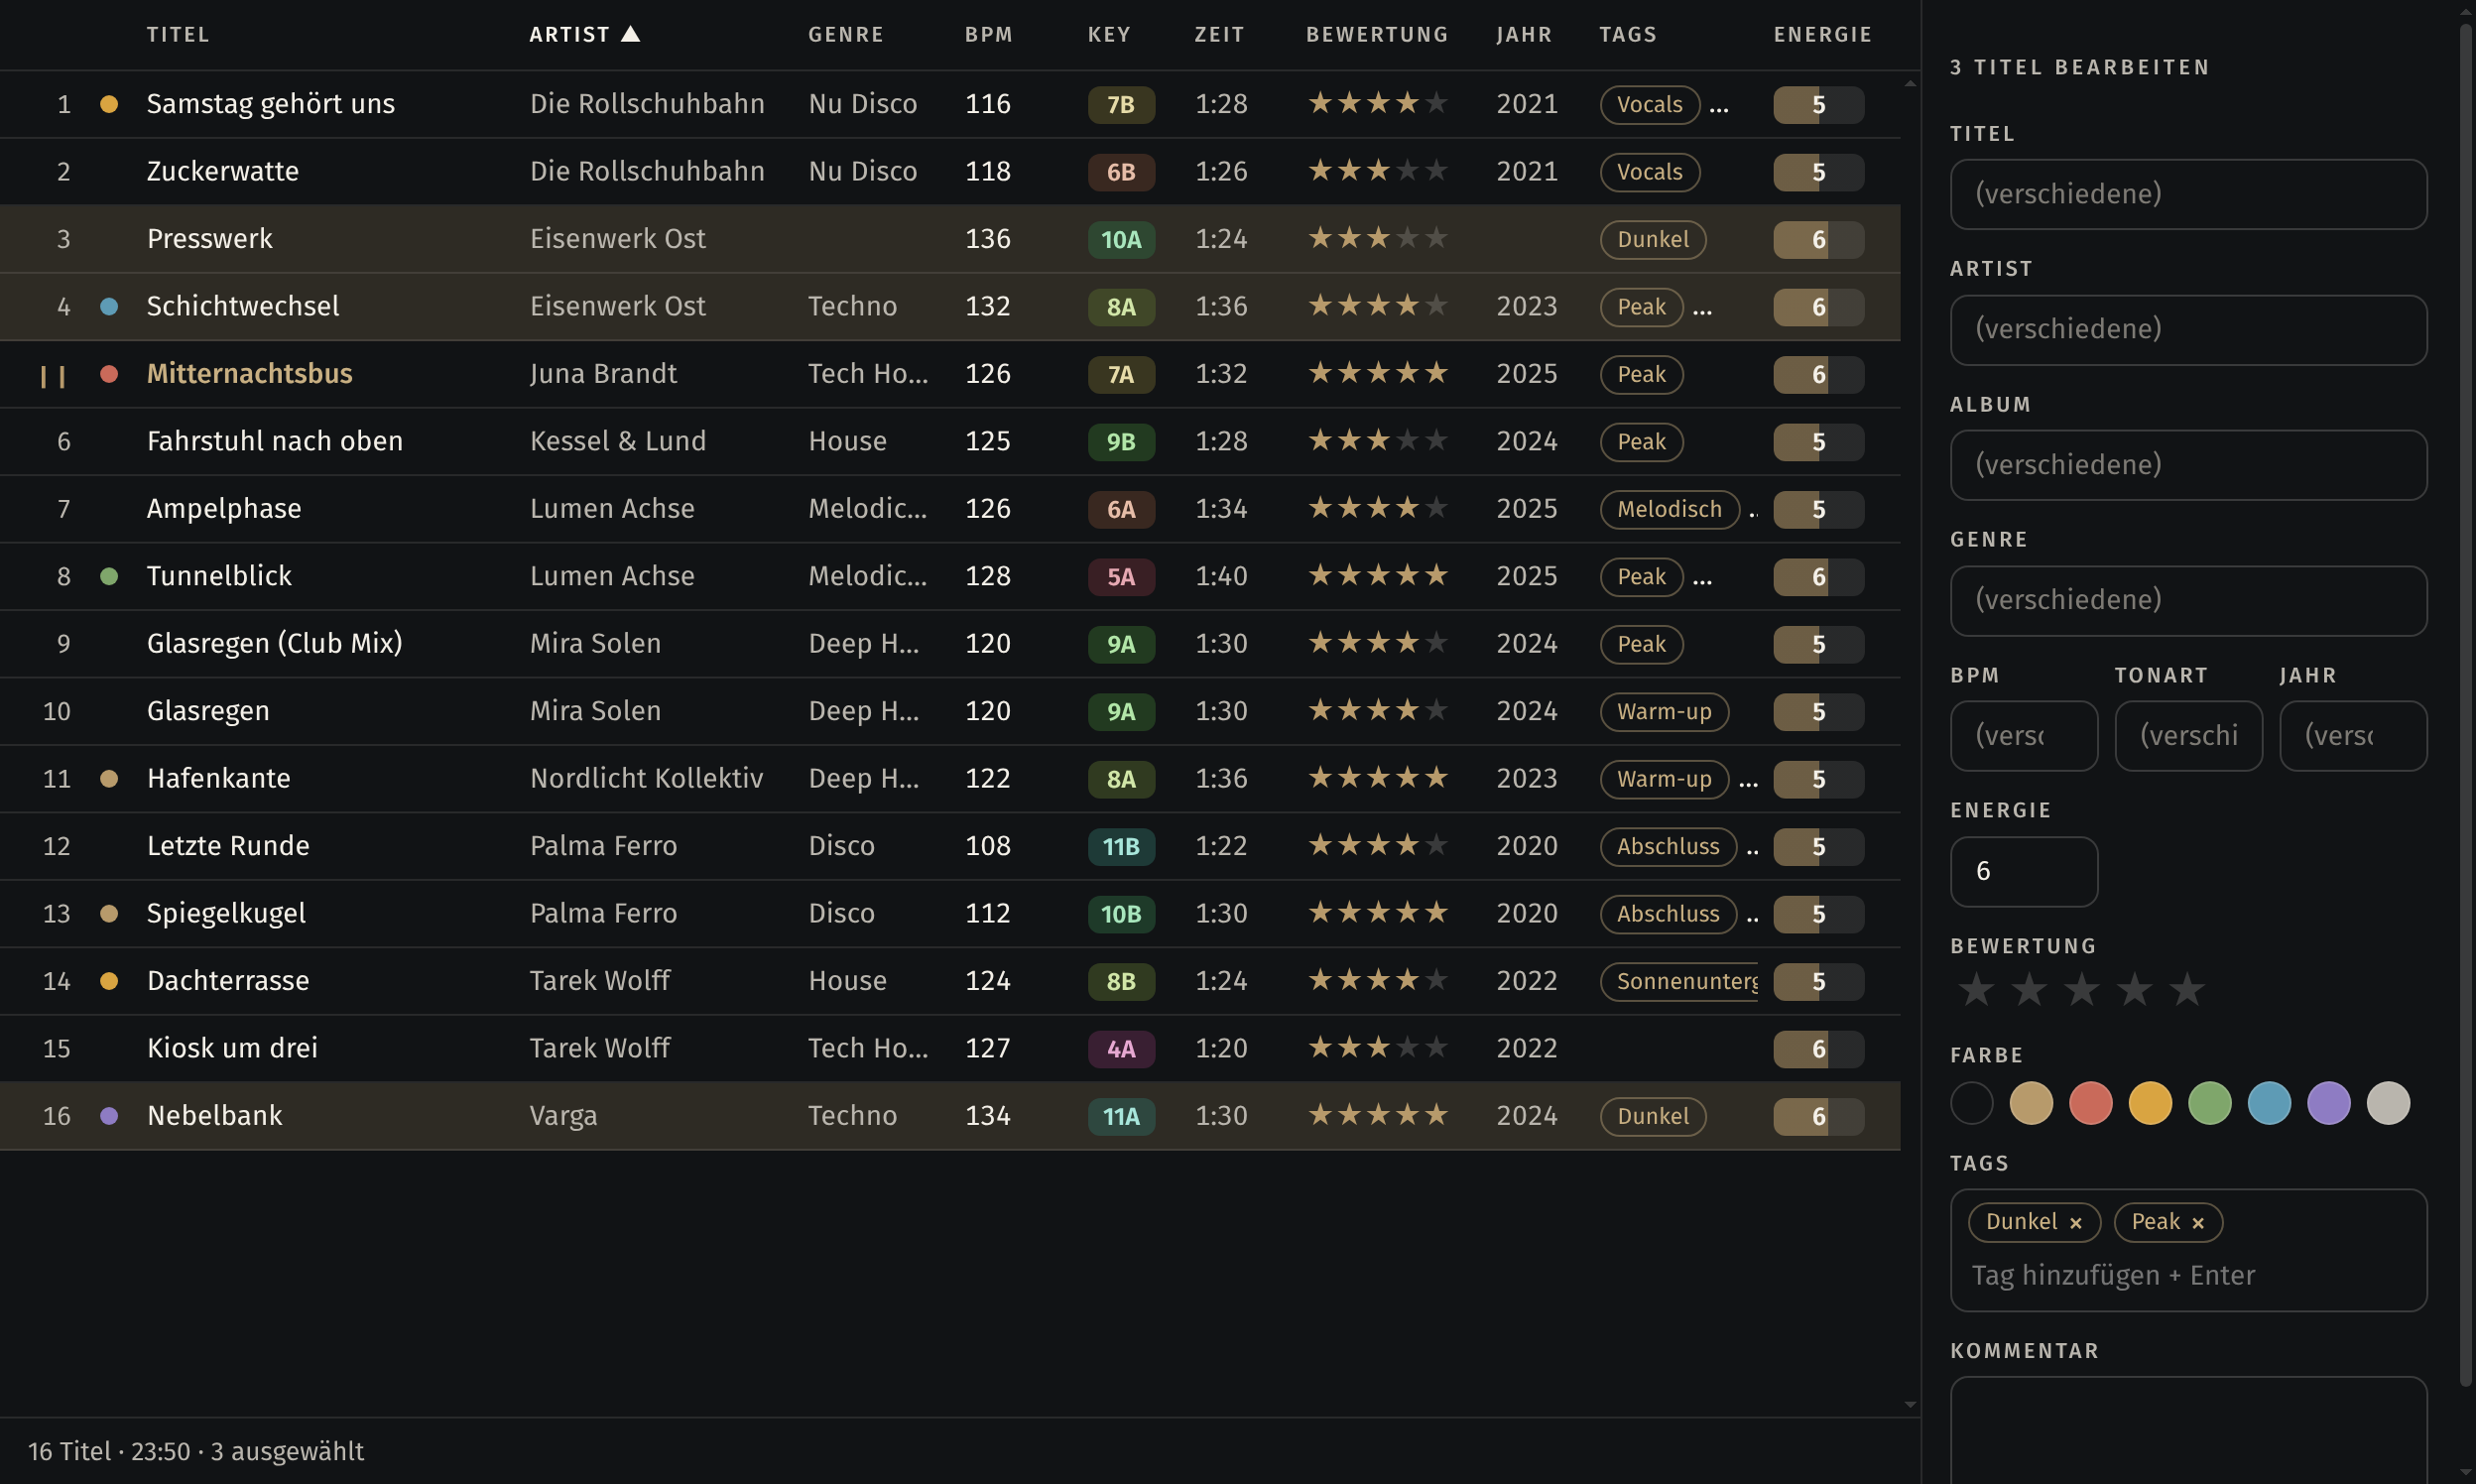 TITEL ARTIST ▲ GENRE BPM KEY ZEIT BEWERTUNG JAHR TAGS ENERGIE
1 Samstag gehört uns Die Rollschuhbahn Nu Disco 116 7B 1:28 ★★★★★ 2021 Vocals ... 5
2 Zuckerwatte Die Rollschuhbahn Nu Disco 118 6B 1:26 ★★★★★ 2021 Vocals 5
3 Presswerk Eisenwerk Ost 136 10A 1:24 ★★★★★ Dunkel 6
4 Schichtwechsel Eisenwerk Ost Techno 132 8A 1:36 ★★★★★ 2023 Peak ... 6
Mitternachtsbus Juna Brandt Tech Ho... 126 7A 1:32 ★★★★★ 2025 Peak 6
6 Fahrstuhl nach oben Kessel & Lund House 125 9B 1:28 ★★★★★ 2024 Peak 5
7 Ampelphase Lumen Achse Melodic... 126 6A 1:34 ★★★★★ 2025 Melodisch .. 5
8 Tunnelblick Lumen Achse Melodic... 128 5A 1:40 ★★★★★ 2025 Peak ... 6
9 Glasregen (Club Mix) Mira Solen Deep H... 120 9A 1:30 ★★★★★ 2024 Peak 5
10 Glasregen Mira Solen Deep H... 120 9A 1:30 ★★★★★ 2024 Warm-up 5
11 Hafenkante Nordlicht Kollektiv Deep H... 122 8A 1:36 ★★★★★ 2023 Warm-up ... 5
12 Letzte Runde Palma Ferro Disco 108 11B 1:22 ★★★★★ 2020 Abschluss .. 5
13 Spiegelkugel Palma Ferro Disco 112 10B 1:30 ★★★★★ 2020 Abschluss .. 5
14 Dachterrasse Tarek Wolff House 124 8B 1:24 ★★★★★ 2022 Sonnenunterg 5
15 Kiosk um drei Tarek Wolff Tech Ho... 127 4A 1:20 ★★★★★ 2022 6
16 Nebelbank Varga Techno 134 11A 1:30 ★★★★★ 2024 Dunkel 6
16 Titel · 23:50 · 3 ausgewählt
3 TITEL BEARBEITEN
TITEL
(verschiedene)
ARTIST
(verschiedene)
ALBUM
(verschiedene)
GENRE
(verschiedene)
BPM TONART JAHR
(versc (verschi (versc
ENERGIE
6
BEWERTUNG
★★★★★
FARBE
TAGS
Dunkel × Peak ×
Tag hinzufügen + Enter
KOMMENTAR